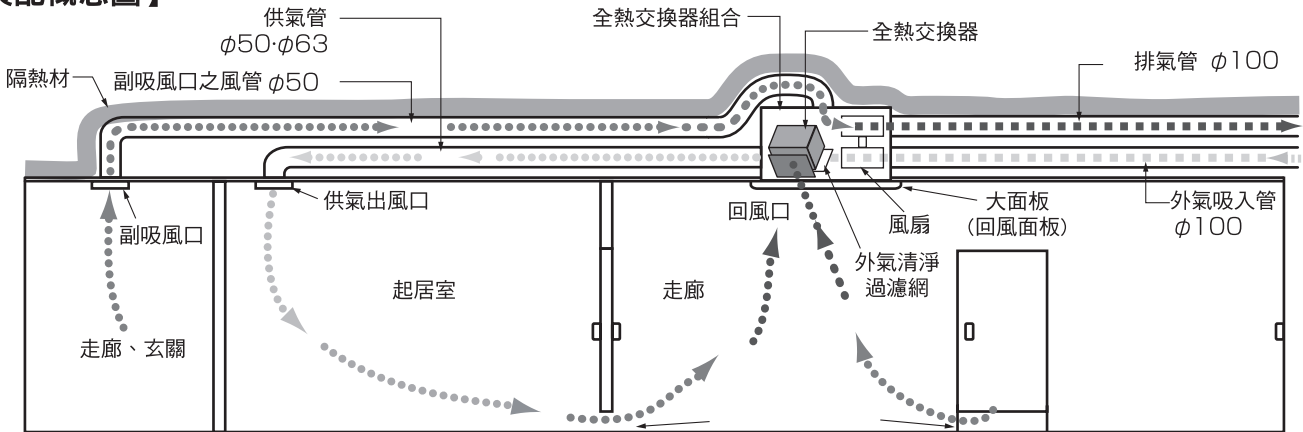 概念圖】
供氣管
φ50·φ63
全熱交換器組合
全熱交換器
排氣管 φ100
隔熱材
副吸風口之風管 φ50
副吸風口
供氣出風口
回風口
風扇
大面板
(回風面板)
外氣吸入管
φ100
外氣清淨
過濾網
起居室
走廊
走廊、玄關